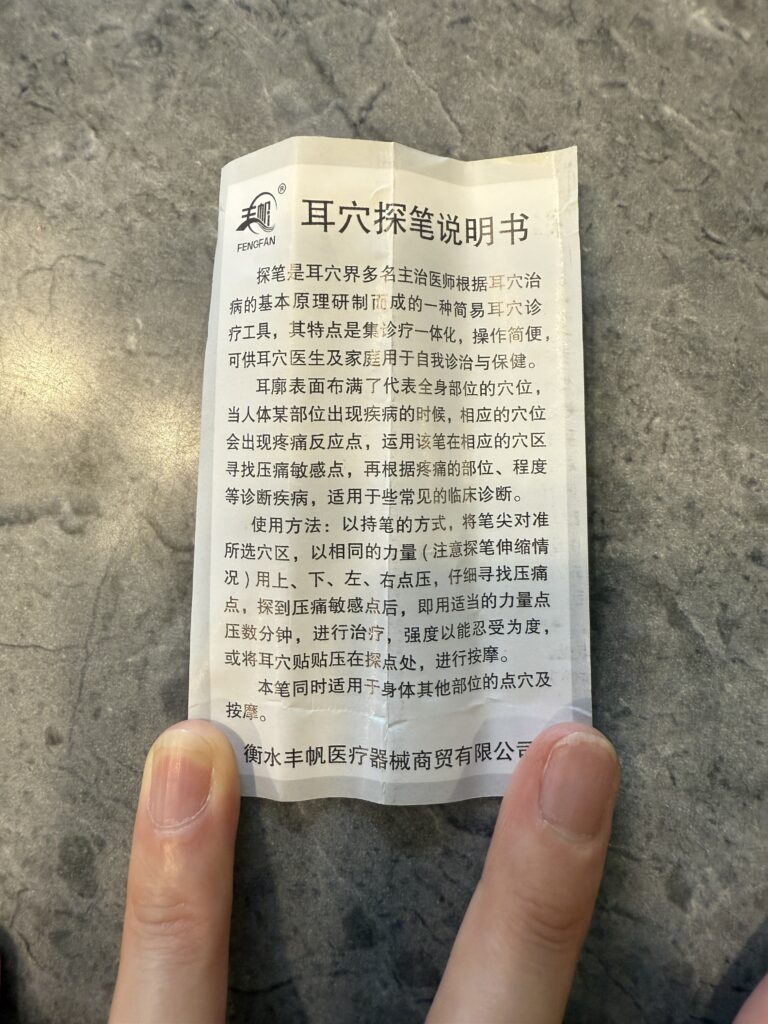 丰帆®
FENGFAN
耳穴探笔说明书
探笔是耳穴界多名主治医师根据耳穴治
病的基本原理研制而成的一种简易耳穴诊
疗工具，其特点是集诊疗一体化，操作简便，
可供耳穴医生及家庭用于自我诊治与保健。
耳廓表面布满了代表全身部位的穴位，
当人体某部位出现疾病的时候，相应的穴位
会出现疼痛反应点，运用该笔在相应的穴区
寻找压痛敏感点，再根据疼痛的部位、程度
等诊断疾病，适用于些常见的临床诊断。
使用方法：以持笔的方式，将笔尖对准
所选穴区，以相同的力量(注意探笔伸缩情
况)用上、下、左、右点压，仔细寻找压痛
点，探到压痛敏感点后，即用适当的力量点
压数分钟，进行治疗，强度以能忍受为度，
或将耳穴贴贴压在探点处，进行按摩。
本笔同时适用于身体其他部位的点穴及
按摩。
衡水丰帆医疗器械商贸有限公司